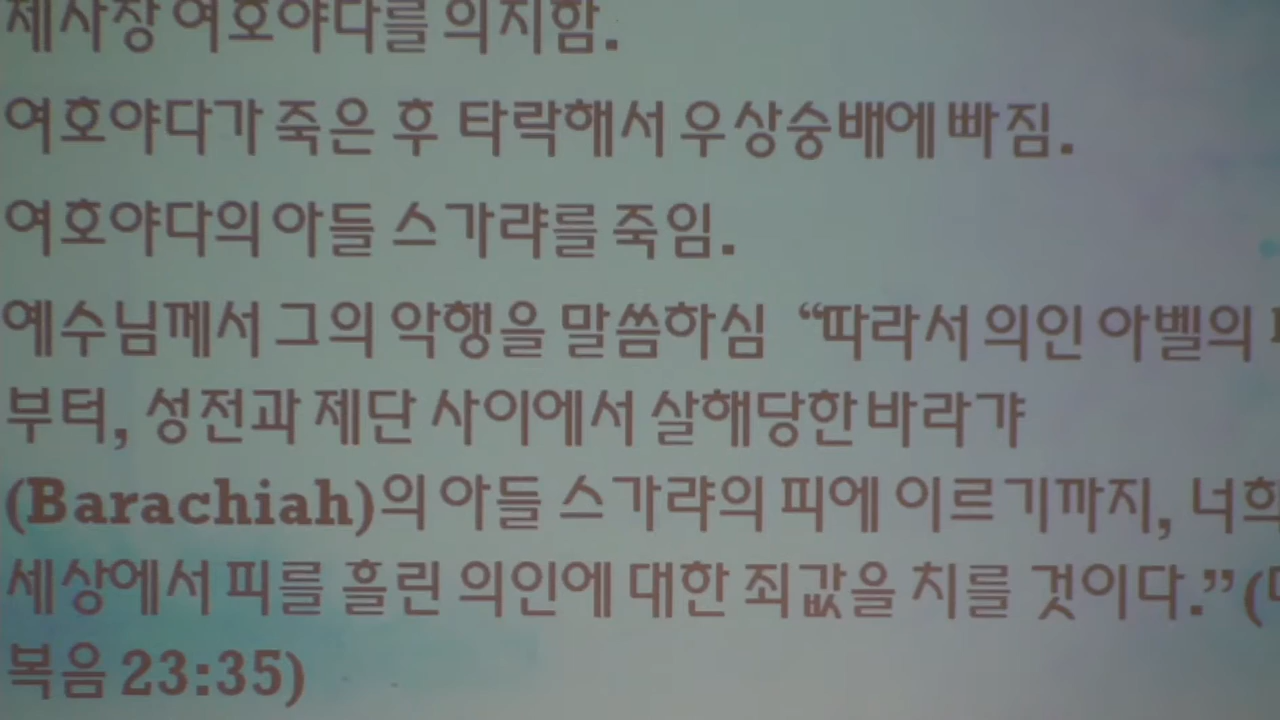 제사장 여호야다를 의지함.
여호야다가 죽은 후 타락해서 우상숭배에 빠짐.
여호야다의 아들 스가랴를 죽임.
예수님께서 그의 악행을 말씀하심 “따라서 의인 아벨의
부터, 성전과 제단 사이에서 살해당한 바라갸
(Barachiah)의 아들 스가랴의 피에 이르기까지, 너희
세상에서 피를 흘린 의인에 대한 죄값을 치를 것이다.” (
복음 23:35)